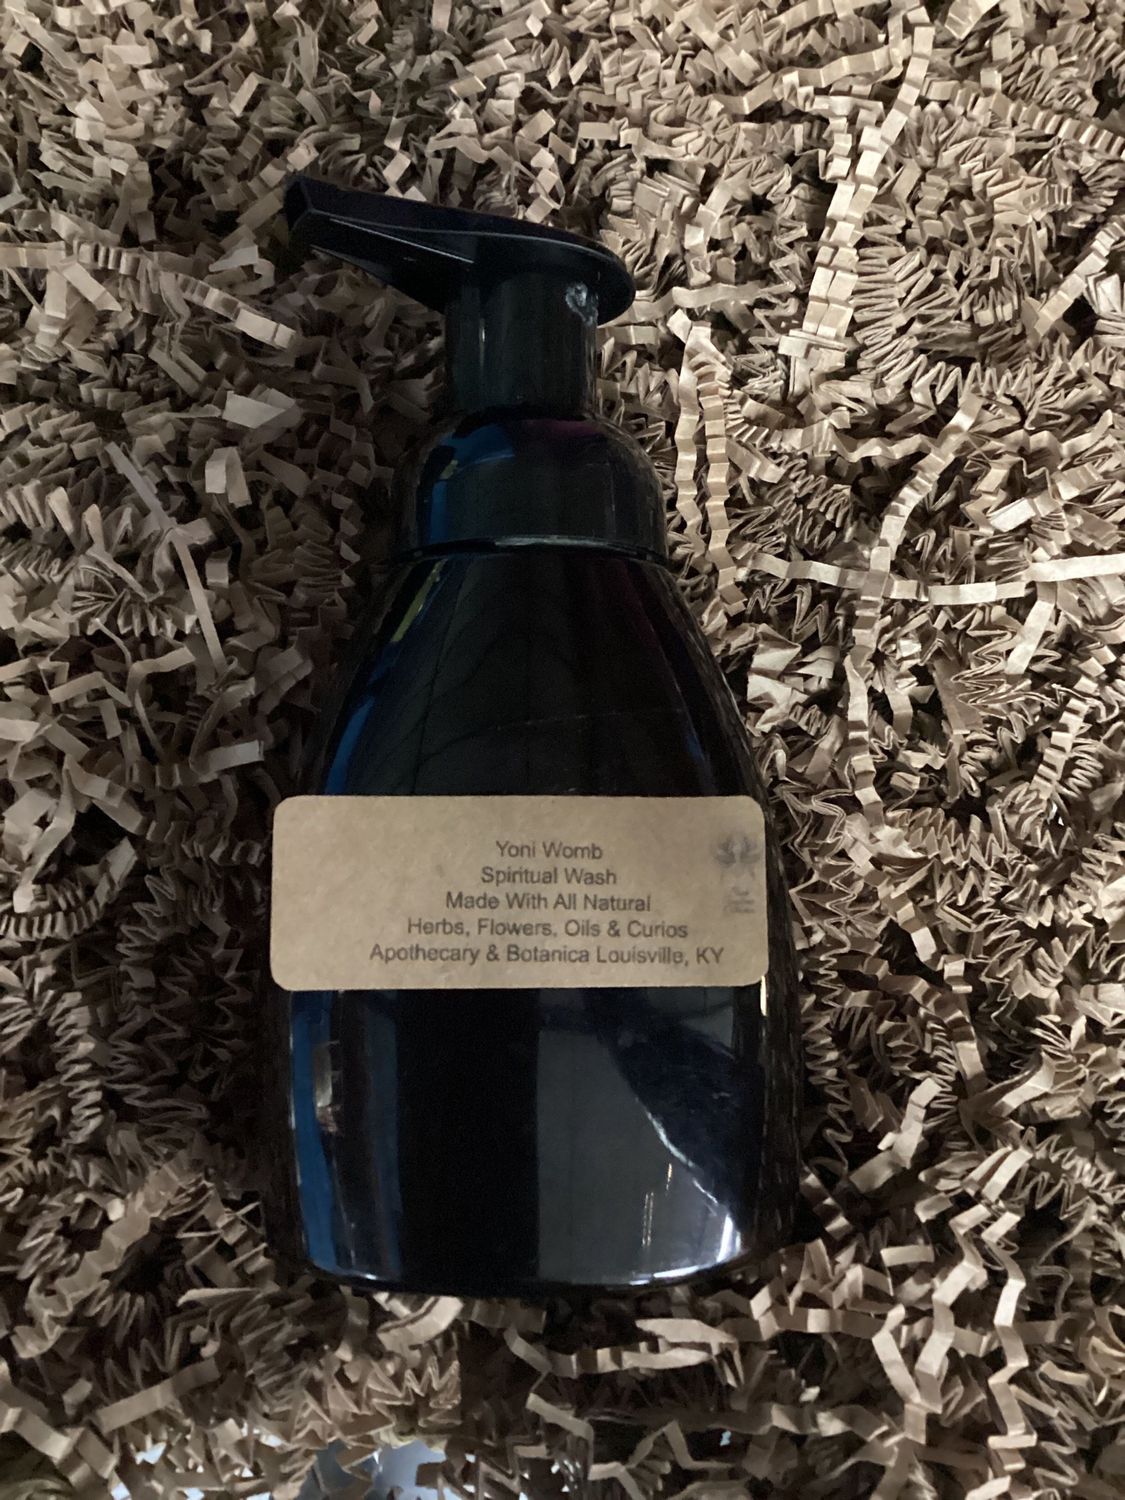 Yoni Womb
Spiritual Wash
Made With All Natural
Herbs, Flowers, Oils & Curios
Apothecary & Botanica Louisville, KY